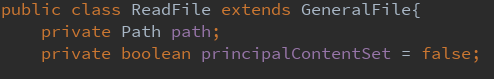 public class ReadFile extends GeneralFile{
    private Path path;
    private boolean principalContentSet = false;